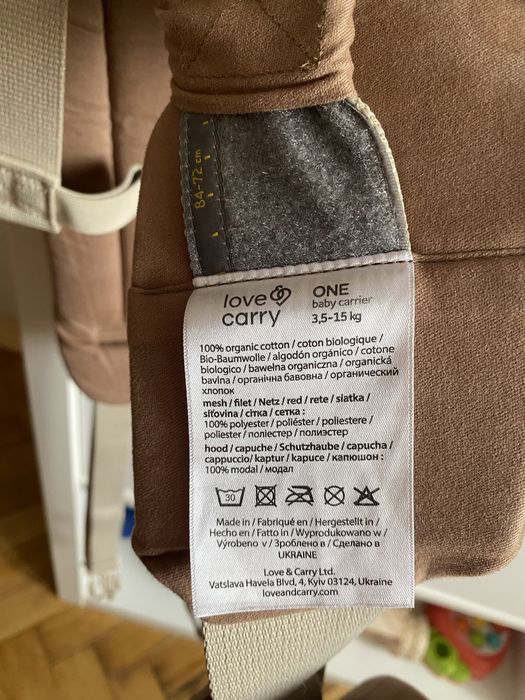 84-72 cm
love carry
ONE
baby carrier
3,5-15 kg
100% organic cotton / coton biologique /
Bio-Baumwolle / algodón orgánico / cotone
biologico / bawełna organiczna / organická
bavlna / органічна бавовна / органический
хлопок
mesh / filet / Netz / red / rete / siatka /
síťovina / сітка / сетка :
100% polyester / poliéster / poliestere /
poliester / поліестер / полиэстер
hood / capuche / Schutzhaube / capucha /
cappuccio / kaptur / kapuce / капюшон :
100% modal / модал
30
Made in / Fabriqué en / Hergestellt in /
Hecho en / Fatto in / Wyprodukowano w /
Výrobeno v / Зроблено в / Сделано в
UKRAINE
Love & Carry Ltd.
Vatslava Havela Blvd, 4, Kyiv 03124, Ukraine
loveandcarry.com